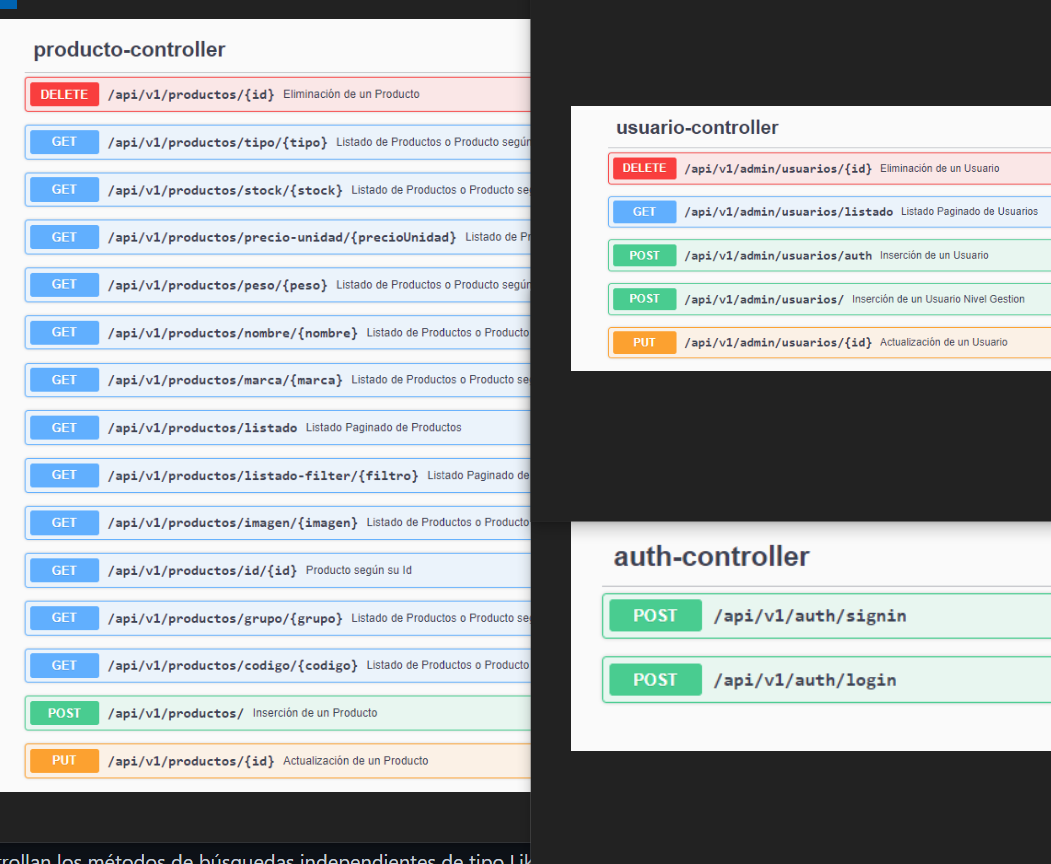 producto-controller
DELETE /api/v1/productos/{id} Eliminación de un Producto
GET /api/v1/productos/tipo/{tipo} Listado de Productos o Producto según
GET /api/v1/productos/stock/{stock} Listado de Productos o Producto se
GET /api/v1/productos/precio-unidad/{precioUnidad} Listado de Pr
GET /api/v1/productos/peso/{peso} Listado de Productos o Producto según
GET /api/v1/productos/nombre/{nombre} Listado de Productos o Producto
GET /api/v1/productos/marca/{marca} Listado de Productos o Producto se
GET /api/v1/productos/listado Listado Paginado de Productos
GET /api/v1/productos/listado-filter/{filtro} Listado Paginado de
GET /api/v1/productos/imagen/{imagen} Listado de Productos o Producto
GET /api/v1/productos/id/{id} Producto según su Id
GET /api/v1/productos/grupo/{grupo} Listado de Productos o Producto se
GET /api/v1/productos/codigo/{codigo} Listado de Productos o Producto
POST /api/v1/productos/ Inserción de un Producto
PUT /api/v1/productos/{id} Actualización de un Producto
rollan los métodos de búsquedas independientes de tipo Lik
usuario-controller
DELETE /api/v1/admin/usuarios/{id} Eliminación de un Usuario
GET /api/v1/admin/usuarios/listado Listado Paginado de Usuarios
POST /api/v1/admin/usuarios/auth Inserción de un Usuario
POST /api/v1/admin/usuarios/ Inserción de un Usuario Nivel Gestion
PUT /api/v1/admin/usuarios/{id} Actualización de un Usuario
auth-controller
POST /api/v1/auth/signin
POST /api/v1/auth/login